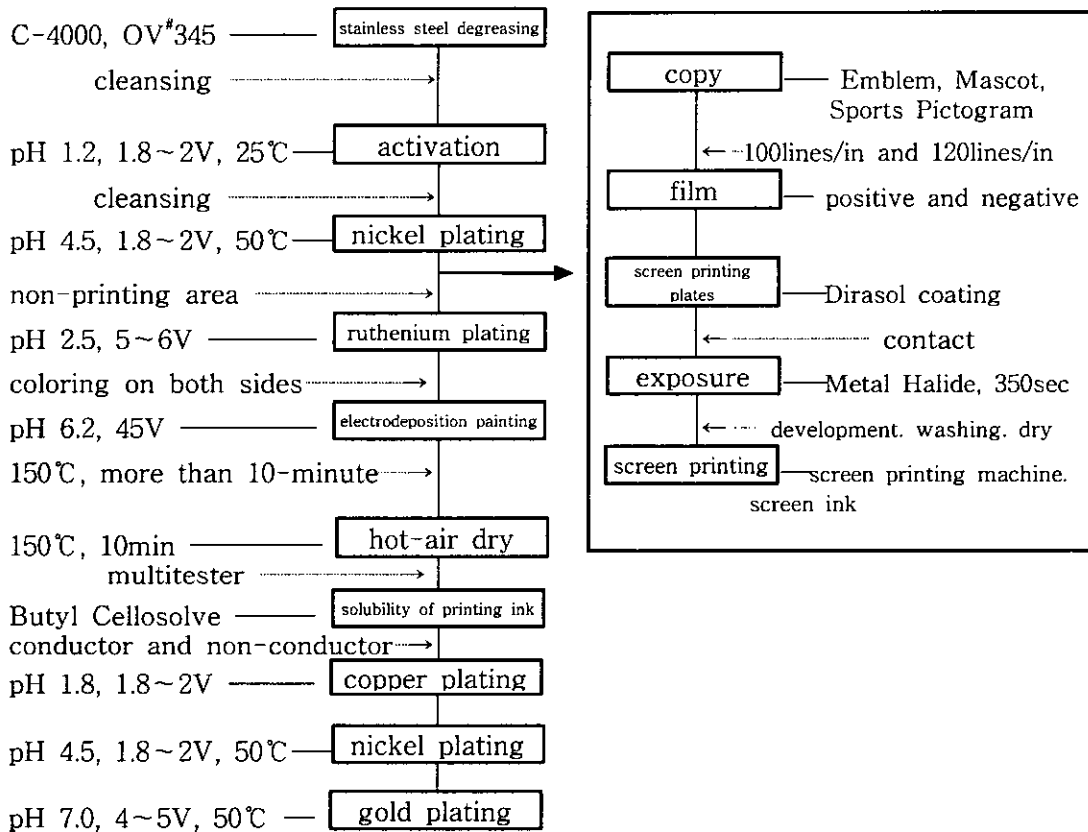 C-4000, OV#345
stainless steel degreasing
cleansing
pH 1.2, 1.8~2V, 25℃
activation
cleansing
pH 4.5, 1.8~2V, 50℃
nickel plating
non-printing area
pH 2.5, 5~6V
ruthenium plating
coloring on both sides
pH 6.2, 45V
electrodeposition painting
150℃, more than 10-minute
150℃, 10min
hot-air dry
multitester
Butyl Cellosolve
solubility of printing ink
conductor and non-conductor
pH 1.8, 1.8~2V
copper plating
pH 4.5, 1.8~2V, 50℃
nickel plating
pH 7.0, 4~5V, 50℃
gold plating
copy
Emblem, Mascot,
Sports Pictogram
100lines/in and 120lines/in
film
positive and negative
screen printing
plates
Dirasol coating
contact
exposure
Metal Halide, 350sec
development. washing. dry
screen printing
screen printing machine.
screen ink